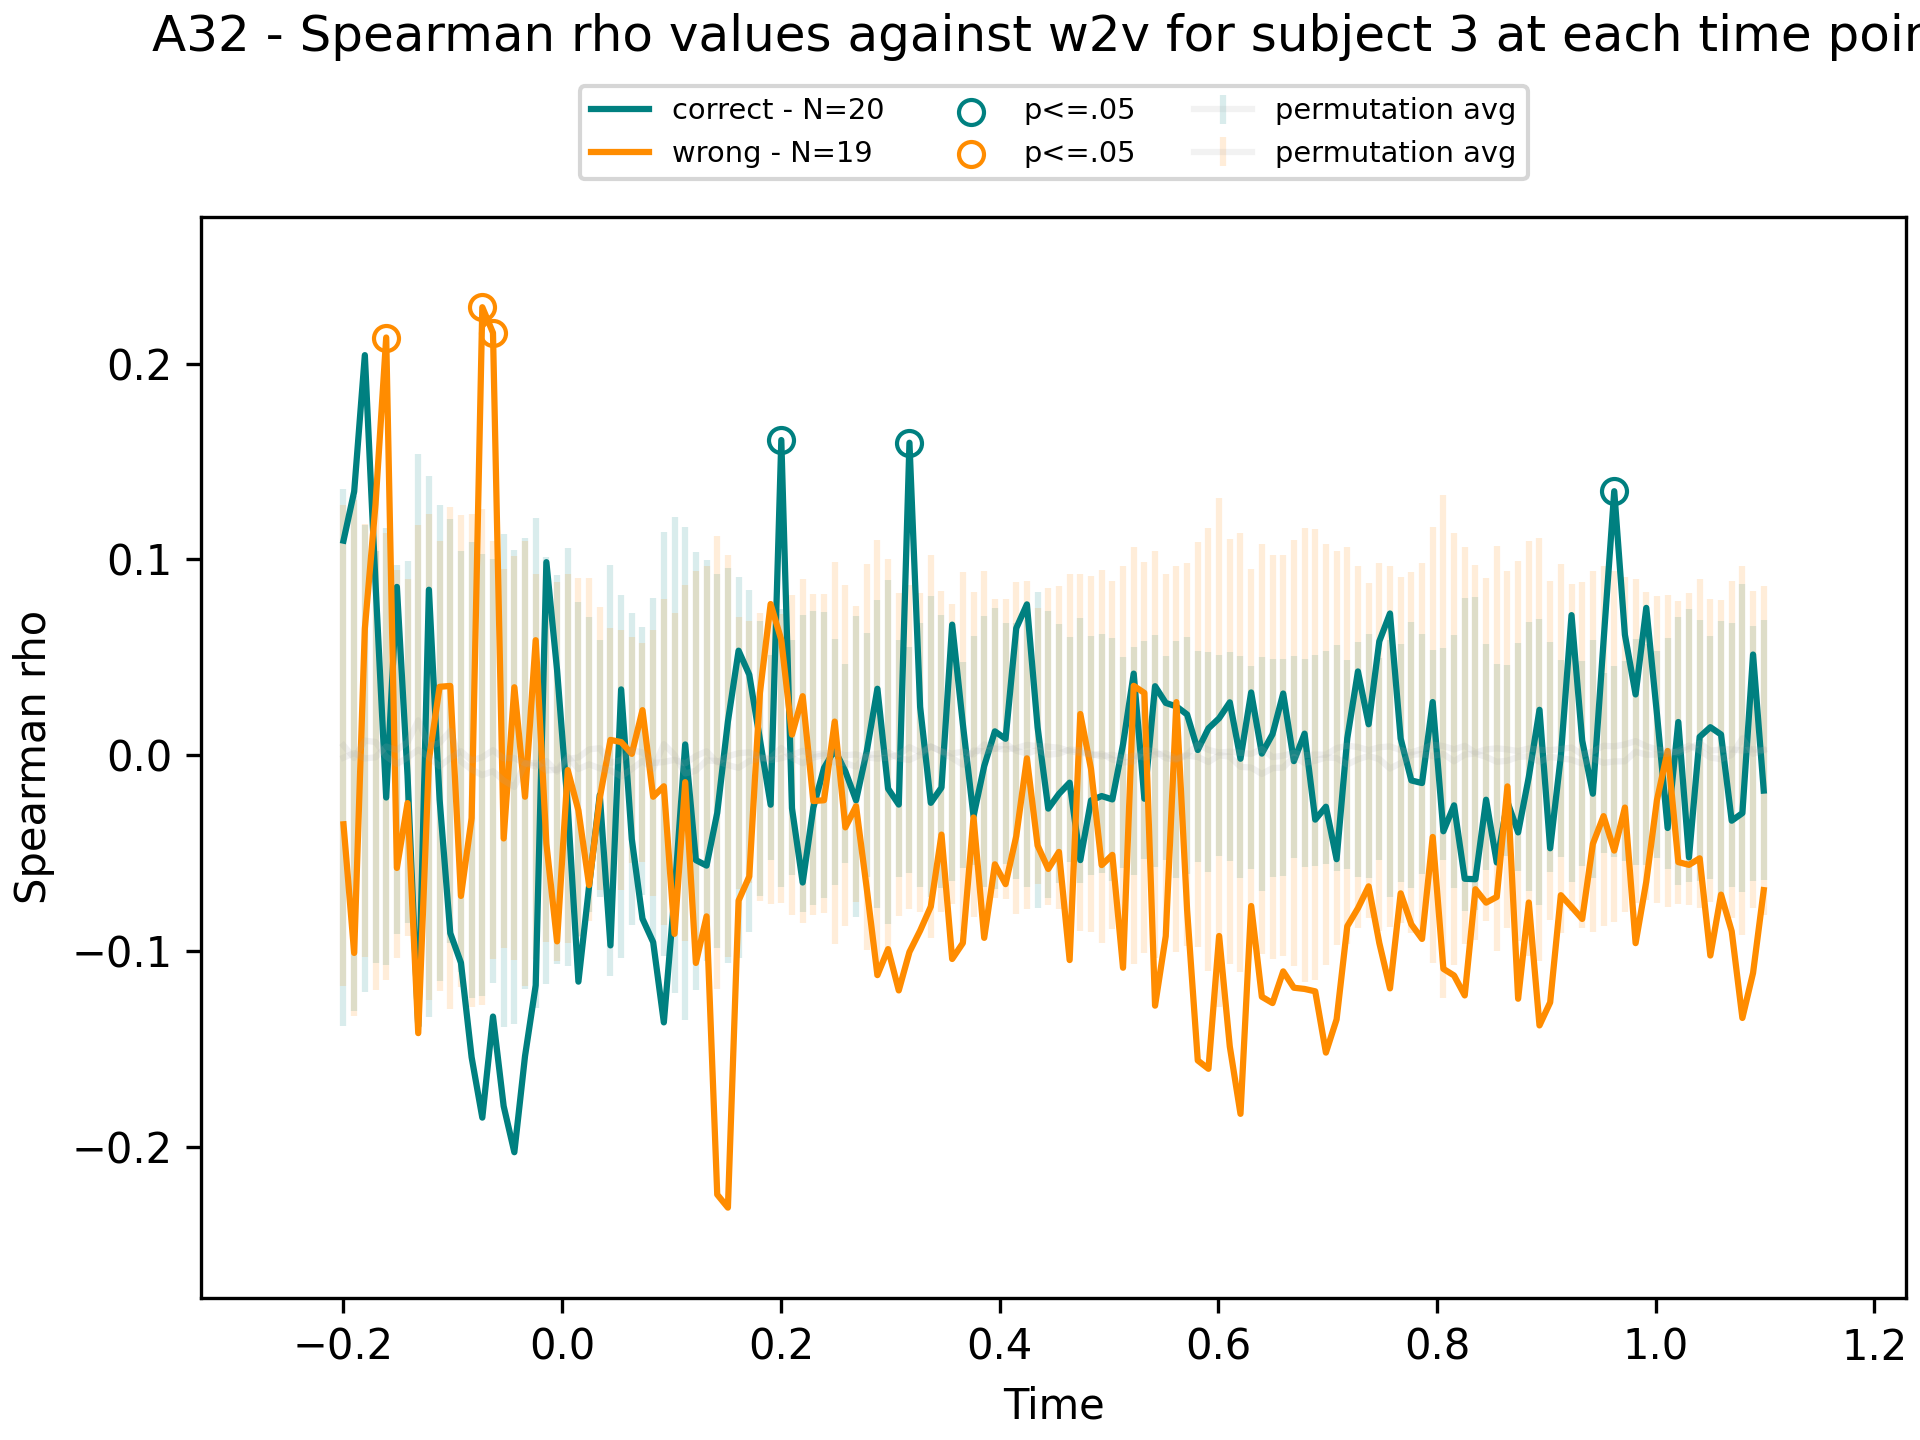 A32 - Spearman rho values against w2v for subject 3 at each time
correct - N=20
wrong - N=19
p<=.05
p<=.05
permutation avg
permutation avg
Spearman rho
0.2
0.1
0.0
−0.1
−0.2
−0.2 0.0 0.2 0.4 0.6 0.8 1.0 1.2
Time